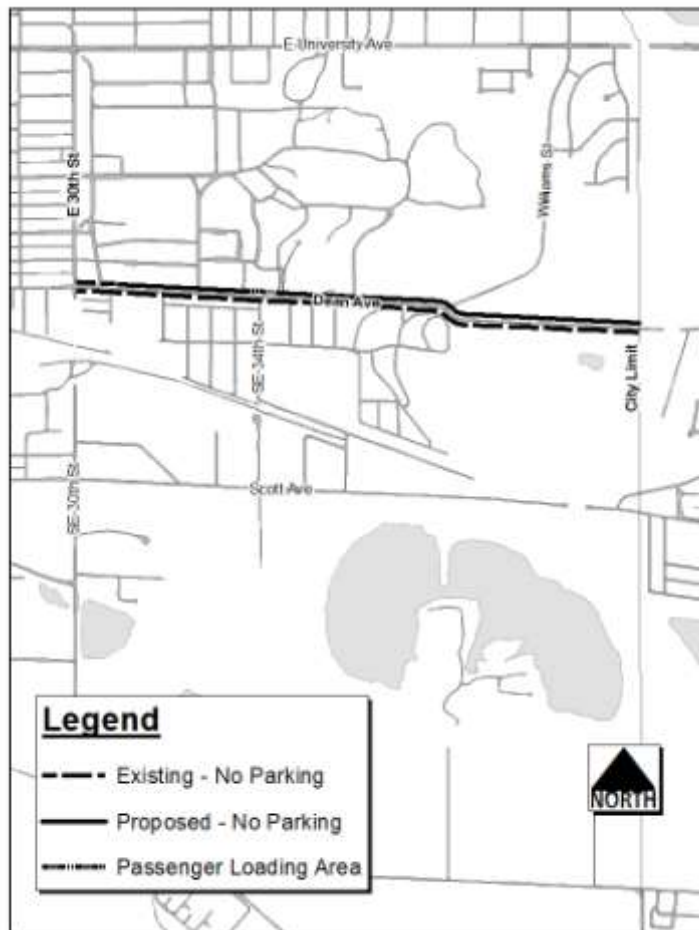 E University Ave
E 30th St
Williams St
Dean Ave
SE 34th St
City Limit
SE 30th St
Scott Ave
Legend
Existing - No Parking
Proposed - No Parking
Passenger Loading Area
NORTH